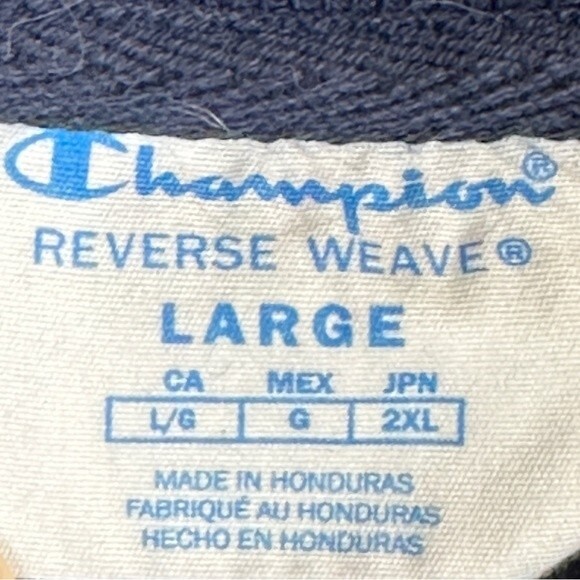 Champion®
REVERSE WEAVE®
LARGE
CA MEX JPN
L/G G 2XL
MADE IN HONDURAS
FABRIQUÉ AU HONDURAS
HECHO EN HONDURAS